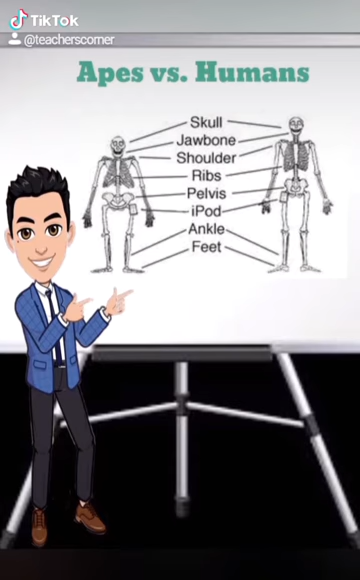 TikTok
@teacherscorner
Apes vs. Humans
Skull
Jawbone
Shoulder
Ribs
Pelvis
iPod
Ankle
Feet